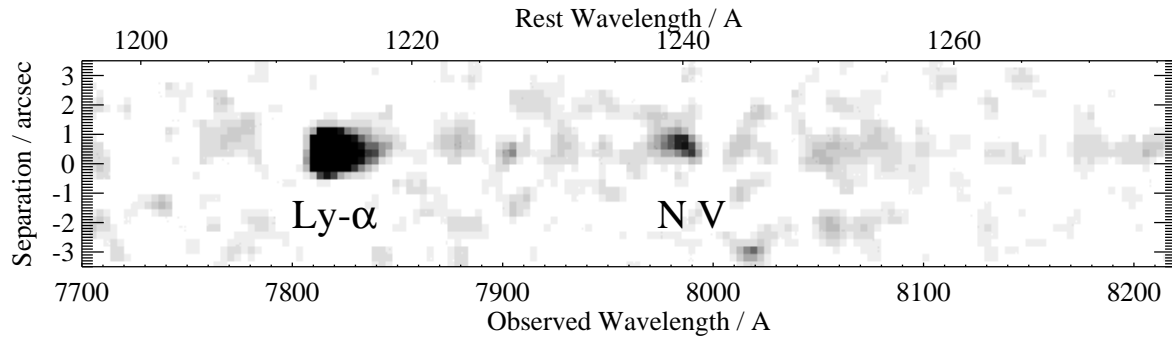 Rest Wavelength / A
1200 1220 1240 1260
Separation / arcsec
3
2
1
0
-1
-2
-3
Ly-α N V
7700 7800 7900 8000 8100 8200
Observed Wavelength / A